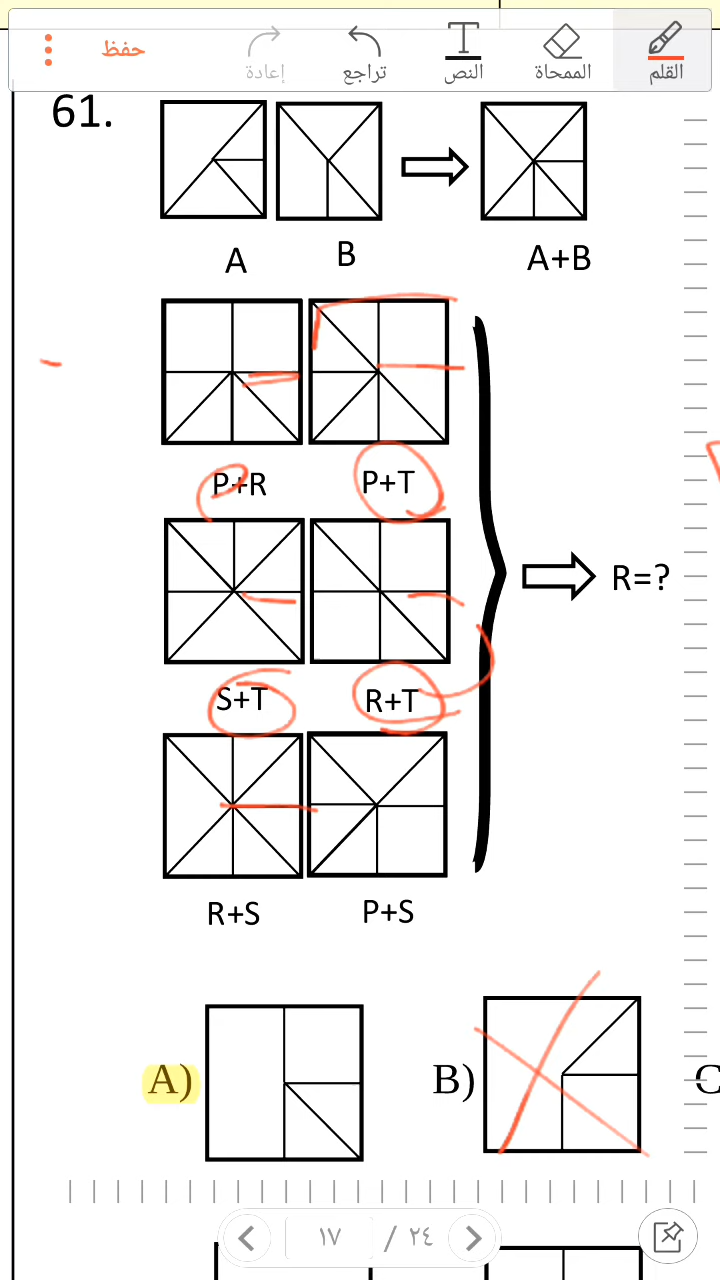 حفظ إعادة تراجع النص الممحاة القلم
61.
A B A+B
P+R P+T
R=?
S+T R+T
R+S P+S
A) B) C
١٧ / ٢٤